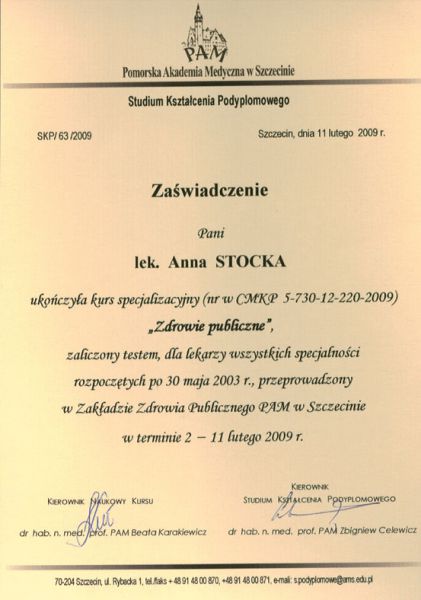 PAM
Pomorska Akademia Medyczna w Szczecinie
Studium Kształcenia Podyplomowego
SKP/ 63 /2009
Szczecin, dnia 11 lutego 2009 r.
Zaświadczenie
Pani
lek. Anna STOCKA
ukończyła kurs specjalizacyjny (nr w CMKP 5-730-12-220-2009)
„Zdrowie publiczne”,
zaliczony testem, dla lekarzy wszystkich specjalności
rozpoczętych po 30 maja 2003 r., przeprowadzony
w Zakładzie Zdrowia Publicznego PAM w Szczecinie
w terminie 2 – 11 lutego 2009 r.
KIEROWNIK NAUKOWY KURSU
dr hab. n. med. prof. PAM Beata Karakiewicz
KIEROWNIK
STUDIUM KSZTAŁCENIA PODYPLOMOWEGO
dr hab. n. med. prof. PAM Zbigniew Celewicz
70-204 Szczecin, ul. Rybacka 1, tel./faks + 48 91 48 00 870, +48 91 48 00 871, e-mail: s.podyplomowe@ams.edu.pl